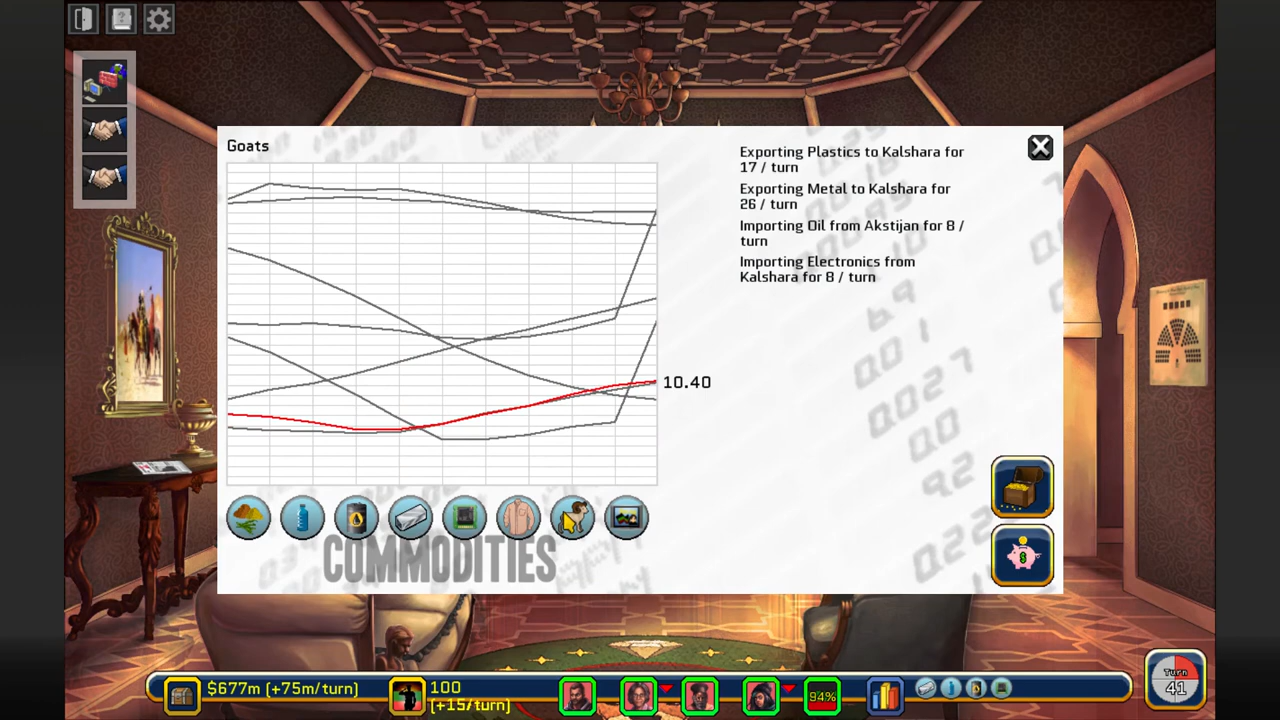 Goats
Exporting Plastics to Kalshara for
17 / turn
Exporting Metal to Kalshara for
26 / turn
Importing Oil from Akstijan for 8 /
turn
Importing Electronics from
Kalshara for 8 / turn
10.40
COMMODITIES
$677m (+75m/turn)
100
(+15/turn)
94%
Turn
41